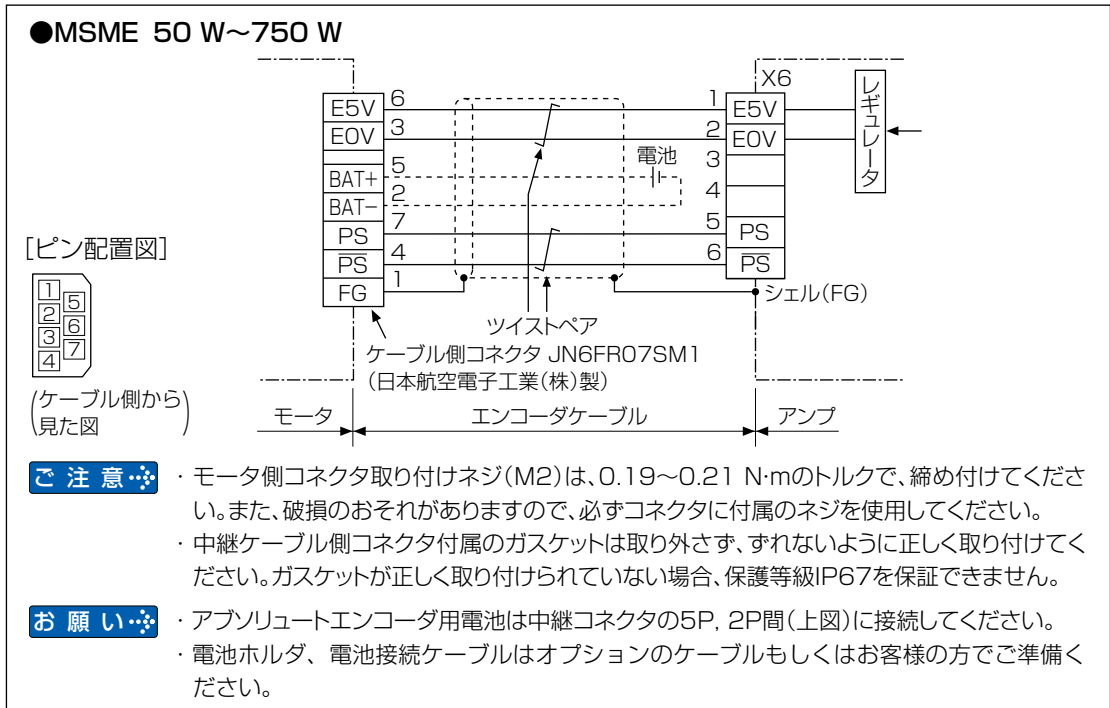 ●MSME 50 W～750 W
X6
E5V 6 1 E5V
E0V 3 2 E0V
レギュレータ
電池
3
BAT+ 5
4
BAT− 2
PS 7 5 PS
P̅S̅ 4 6 P̅S̅
FG 1
シェル(FG)
[ピン配置図]
1
2
3
4
5
6
7
(ケーブル側から
見た図)
ツイストペア
ケーブル側コネクタ JN6FR07SM1
(日本航空電子工業(株)製)
モータ エンコーダケーブル アンプ
ご注意 ・モータ側コネクタ取り付けネジ(M2)は、0.19～0.21 N·mのトルクで、締め付けてくださ
い。また、破損のおそれがありますので、必ずコネクタに付属のネジを使用してください。
・中継ケーブル側コネクタ付属のガスケットは取り外さず、ずれないように正しく取り付けてく
ださい。ガスケットが正しく取り付けられていない場合、保護等級IP67を保証できません。
お願い ・アブソリュートエンコーダ用電池は中継コネクタの5P, 2P間(上図)に接続してください。
・電池ホルダ、電池接続ケーブルはオプションのケーブルもしくはお客様の方でご準備く
ださい。